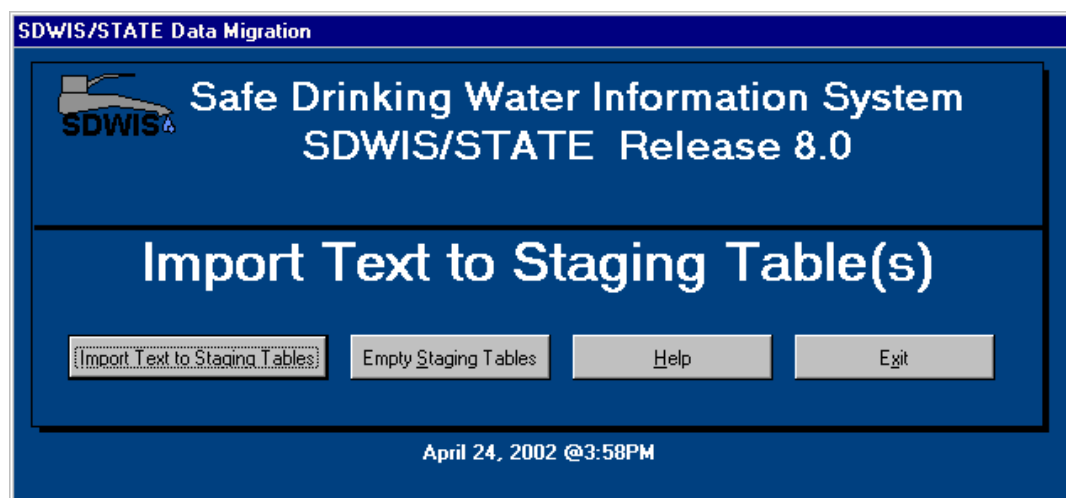 SDWIS/STATE Data Migration
SDWIS
Safe Drinking Water Information System
SDWIS/STATE Release 8.0
Import Text to Staging Table(s)
Import Text to Staging Tables
Empty Staging Tables
Help
Exit
April 24, 2002 @3:58PM